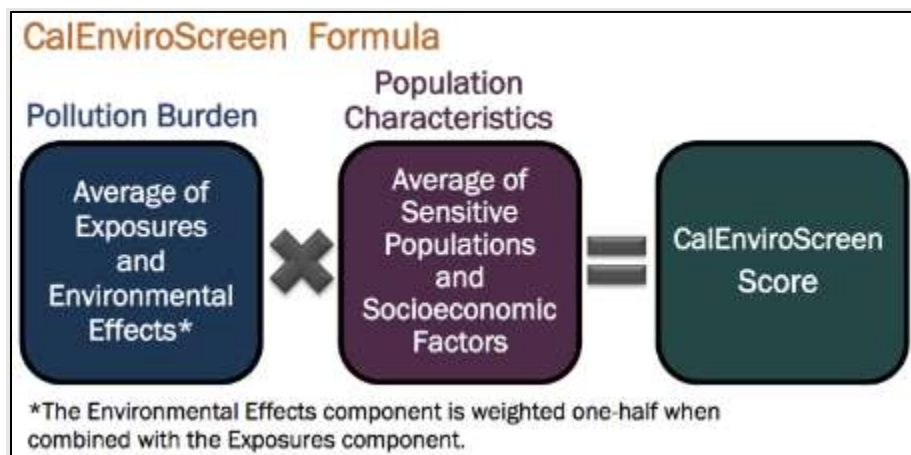 CalEnviroScreen Formula
Pollution Burden
Population
Characteristics
Average of
Exposures
and
Environmental
Effects*
Average of
Sensitive
Populations
and
Socioeconomic
Factors
CalEnviroScreen
Score
*The Environmental Effects component is weighted one-half when
combined with the Exposures component.